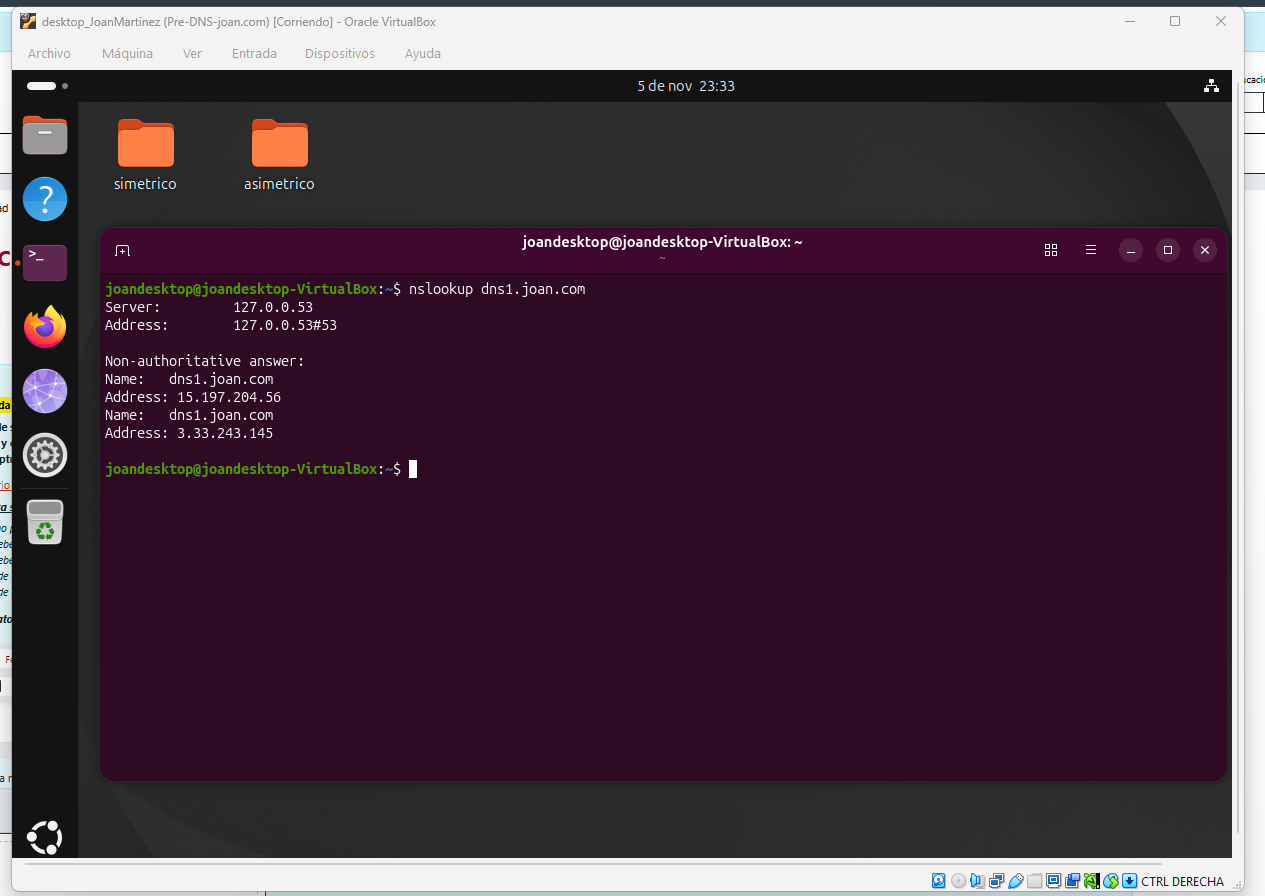 desktop_JoanMartinez (Pre-DNS-joan.com) [Corriendo] - Oracle VirtualBox
Archivo Máquina Ver Entrada Dispositivos Ayuda
5 de nov 23:33
simetrico asimetrico
joandesktop@joandesktop-VirtualBox: ~
~
joandesktop@joandesktop-VirtualBox:~$ nslookup dns1.joan.com
Server: 127.0.0.53
Address: 127.0.0.53#53
Non-authoritative answer:
Name: dns1.joan.com
Address: 15.197.204.56
Name: dns1.joan.com
Address: 3.33.243.145
joandesktop@joandesktop-VirtualBox:~$
CTRL DERECHA